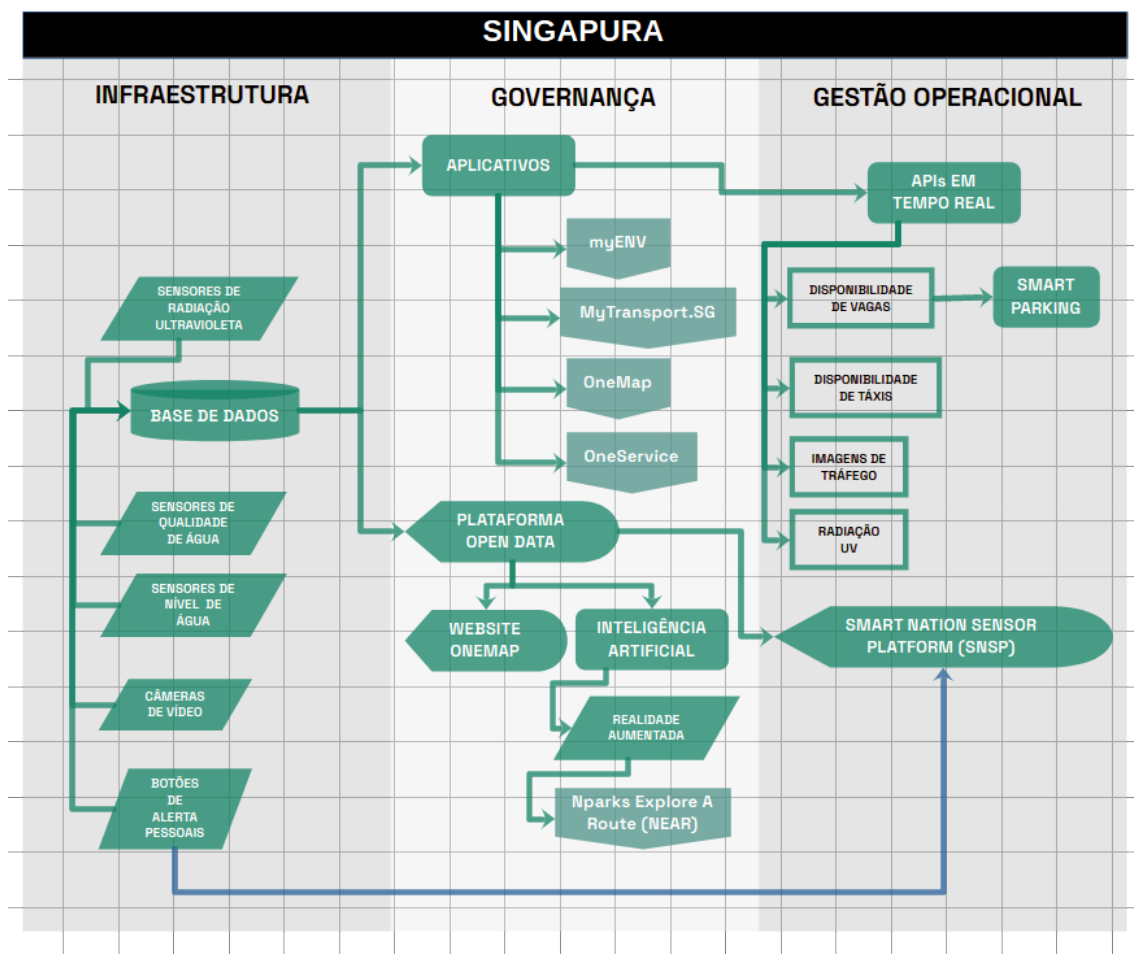 SINGAPURA
INFRAESTRUTURA
GOVERNANÇA
GESTÃO OPERACIONAL
SENSORES DE
RADIAÇÃO
ULTRAVIOLETA
BASE DE DADOS
SENSORES DE
QUALIDADE
DE ÁGUA
SENSORES DE
NÍVEL DE
ÁGUA
CÂMERAS
DE VÍDEO
BOTÕES
DE
ALERTA
PESSOAIS
APLICATIVOS
myENV
MyTransport.SG
OneMap
OneService
PLATAFORMA
OPEN DATA
WEBSITE
ONEMAP
INTELIGÊNCIA
ARTIFICIAL
REALIDADE
AUMENTADA
Nparks Explore A
Route (NEAR)
APIs EM
TEMPO REAL
DISPONIBILIDADE
DE VAGAS
SMART
PARKING
DISPONIBILIDADE
DE TÁXIS
IMAGENS DE
TRÁFEGO
RADIAÇÃO
UV
SMART NATION SENSOR
PLATFORM (SNSP)